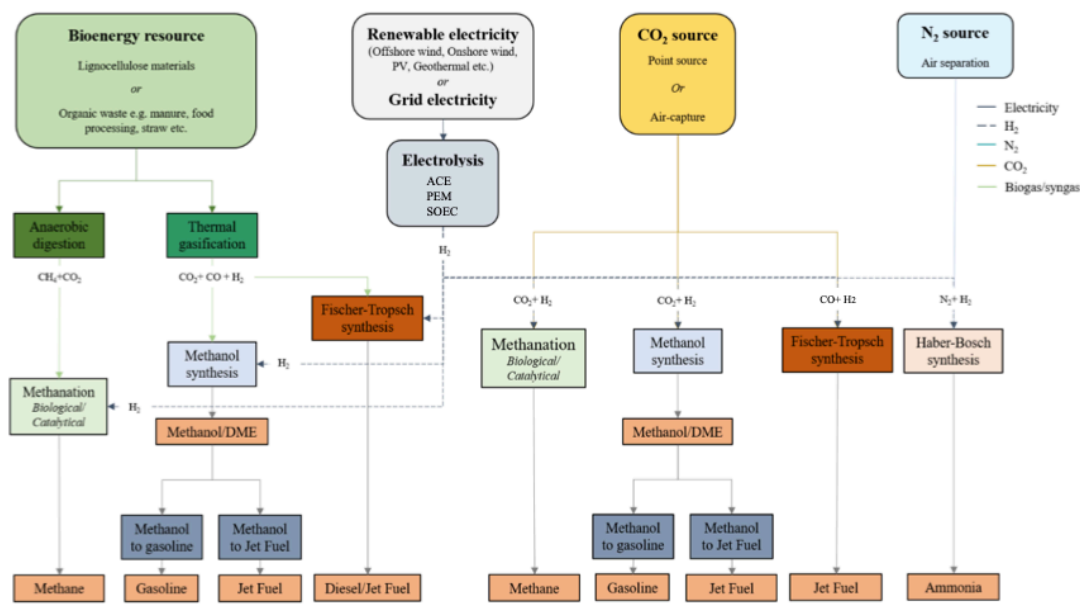 Bioenergy resource
Lignocellulose materials
or
Organic waste e.g. manure, food
processing, straw etc.
Renewable electricity
(Offshore wind, Onshore wind,
PV, Geothermal etc.)
or
Grid electricity
CO₂ source
Point source
Or
Air-capture
N₂ source
Air separation
Electricity
H₂
N₂
CO₂
Biogas/syngas
Electrolysis
ACE
PEM
SOEC
H₂
Anaerobic
digestion
Thermal
gasification
CH₄+CO₂
CO₂+ CO + H₂
Fischer-Tropsch
synthesis
Methanol
synthesis
H₂
Methanation
Biological/
Catalytical
H₂
Methanol/DME
Methanol
to gasoline
Methanol
to Jet Fuel
Methane
Gasoline
Jet Fuel
Diesel/Jet Fuel
CO₂+ H₂
CO₂+ H₂
CO+ H2
N₂+ H₂
Methanation
Biological/
Catalytical
Methanol
synthesis
Fischer-Tropsch
synthesis
Haber-Bosch
synthesis
Methanol/DME
Methanol
to gasoline
Methanol
to Jet Fuel
Methane
Gasoline
Jet Fuel
Jet Fuel
Ammonia